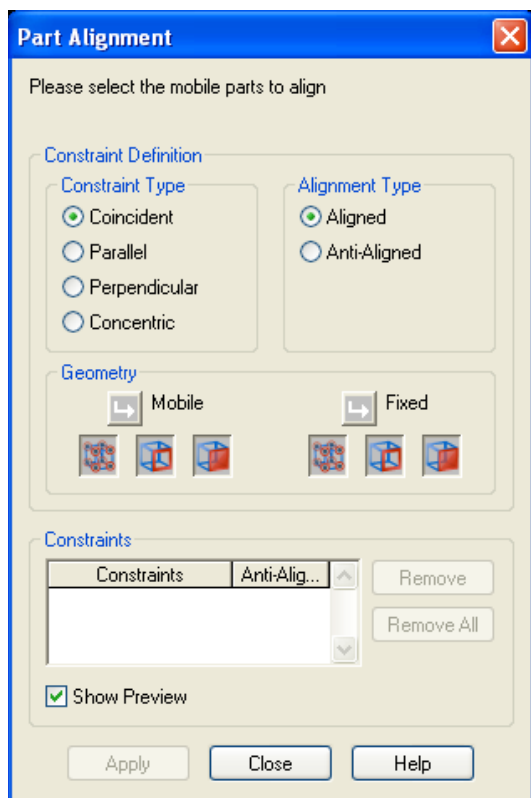 Part Alignment
Please select the mobile parts to align
Constraint Definition
Constraint Type
Coincident
Parallel
Perpendicular
Concentric
Alignment Type
Aligned
Anti-Aligned
Geometry
Mobile
Fixed
Constraints
Constraints Anti-Alig...
Remove
Remove All
Show Preview
Apply Close Help